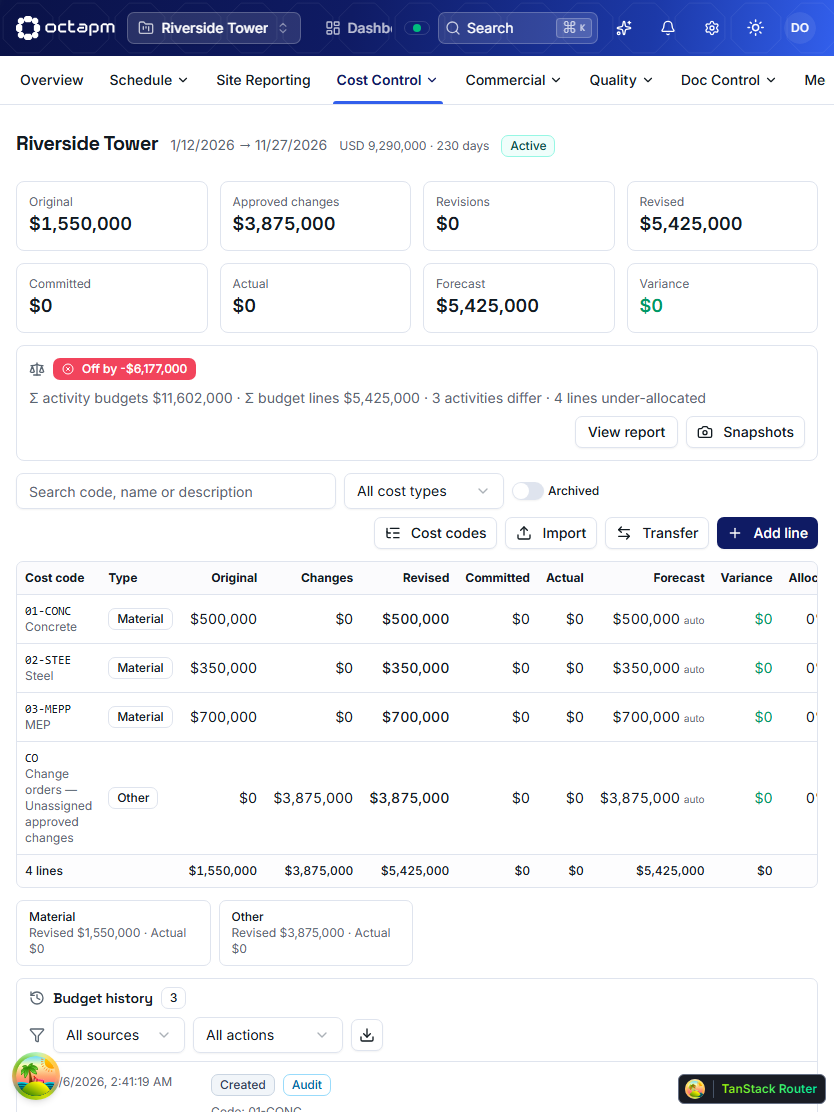 octapm Riverside Tower Dashb Search ⌘ K DO
Overview Schedule Site Reporting Cost Control Commercial Quality Doc Control Me
Riverside Tower 1/12/2026 → 11/27/2026 USD 9,290,000 · 230 days Active
Original Approved changes Revisions Revised
$1,550,000 $3,875,000 $0 $5,425,000
Committed Actual Forecast Variance
$0 $0 $5,425,000 $0
Off by -$6,177,000
Σ activity budgets $11,602,000 · Σ budget lines $5,425,000 · 3 activities differ · 4 lines under-allocated
View report Snapshots
Search code, name or description All cost types Archived
Cost codes Import Transfer + Add line
Cost code Type Original Changes Revised Committed Actual Forecast Variance Alloc
01-CONC
Concrete Material $500,000 $0 $500,000 $0 $0 $500,000 auto $0 0
02-STEE
Steel Material $350,000 $0 $350,000 $0 $0 $350,000 auto $0 0
03-MEPP
MEP Material $700,000 $0 $700,000 $0 $0 $700,000 auto $0 0
CO
Change
orders —
Unassigned Other $0 $3,875,000 $3,875,000 $0 $0 $3,875,000 auto $0 0
approved
changes
4 lines $1,550,000 $3,875,000 $5,425,000 $0 $0 $5,425,000 $0
Material Other
Revised $1,550,000 · Actual Revised $3,875,000 · Actual
$0 $0
Budget history 3
All sources All actions
/6/2026, 2:41:19 AM Created Audit
Code: 01-CONC
TanStack Router